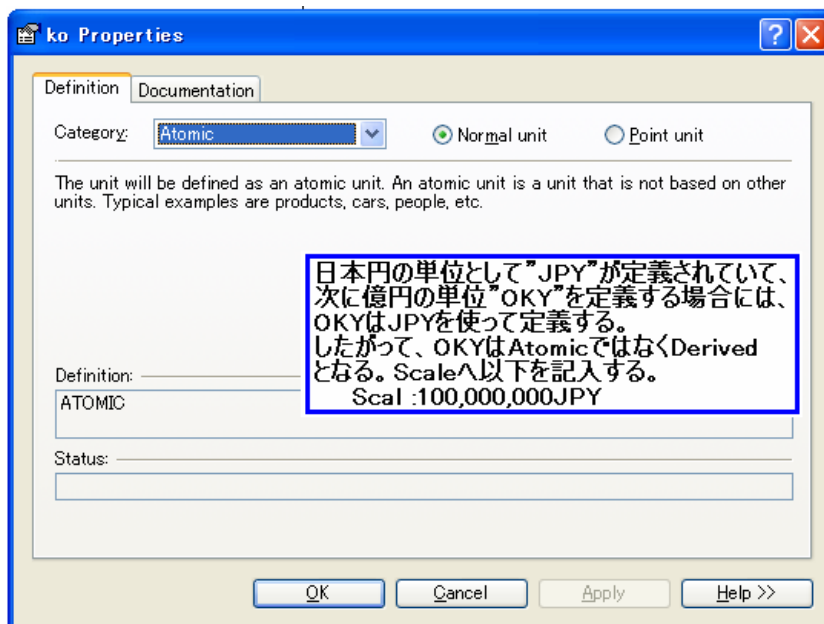 ko Properties
Definition
Documentation
Category:
Atomic
Normal unit
Point unit
The unit will be defined as an atomic unit. An atomic unit is a unit that is not based on other
units. Typical examples are products, cars, people, etc.
日本円の単位として”JPY”が定義されていて、
次に億円の単位”OKY”を定義する場合には、
OKYはJPYを使って定義する。
したがって、OKYはAtomicではなくDerived
となる。Scaleへ以下を記入する。
Scal :100,000,000JPY
Definition:
ATOMIC
Status:
OK
Cancel
Apply
Help >>